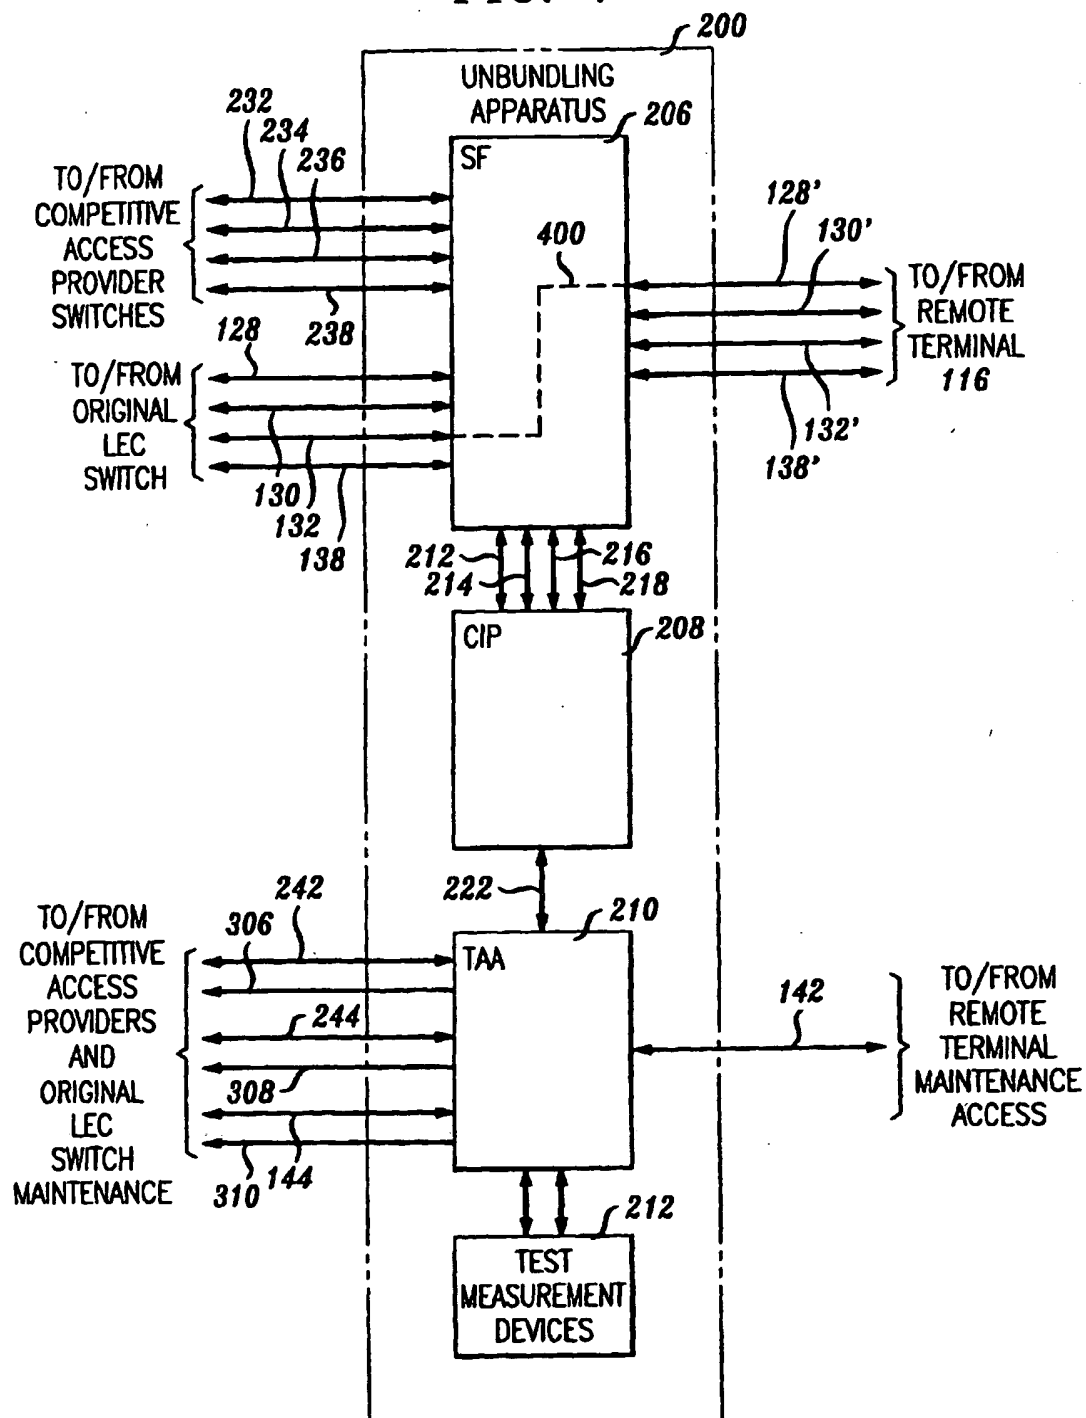 200
UNBUNDLING
APPARATUS
206
SF
232
234
236
TO/FROM
COMPETITIVE
ACCESS
PROVIDER
SWITCHES
238
400
128'
130'
TO/FROM
REMOTE
TERMINAL
116
132'
138'
128
TO/FROM
ORIGINAL
LEC
SWITCH
130
132
138
212
214
216
218
CIP
208
222
242
306
210
TAA
TO/FROM
COMPETITIVE
ACCESS
PROVIDERS
AND
ORIGINAL
LEC
SWITCH
MAINTENANCE
244
308
144
310
142
TO/FROM
REMOTE
TERMINAL
MAINTENANCE
ACCESS
212
TEST
MEASUREMENT
DEVICES